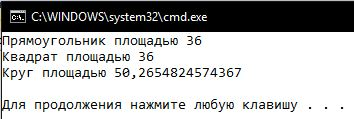 C:\WINDOWS\system32\cmd.exe
Прямоугольник площадью 36
Квадрат площадью 36
Круг площадью 50,2654824574367
Для продолжения нажмите любую клавишу . . .